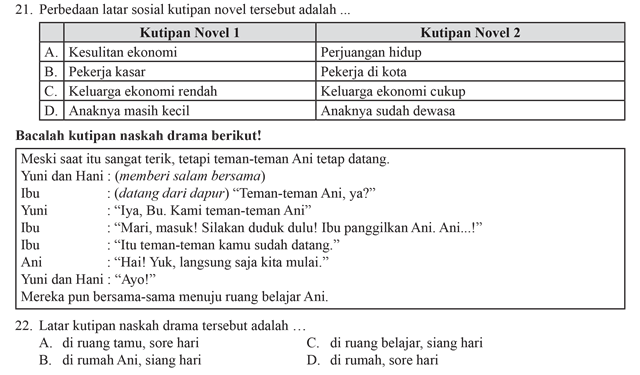 21. Perbedaan latar sosial kutipan novel tersebut adalah ...
Kutipan Novel 1 Kutipan Novel 2
A. Kesulitan ekonomi Perjuangan hidup
B. Pekerja kasar Pekerja di kota
C. Keluarga ekonomi rendah Keluarga ekonomi cukup
D. Anaknya masih kecil Anaknya sudah dewasa
Bacalah kutipan naskah drama berikut!
Meski saat itu sangat terik, tetapi teman-teman Ani tetap datang.
Yuni dan Hani : (memberi salam bersama)
Ibu : (datang dari dapur) “Teman-teman Ani, ya?”
Yuni : “Iya, Bu. Kami teman-teman Ani”
Ibu : “Mari, masuk! Silakan duduk dulu! Ibu panggilkan Ani. Ani...!”
Ibu : “Itu teman-teman kamu sudah datang.”
Ani : “Hai! Yuk, langsung saja kita mulai.”
Yuni dan Hani : “Ayo!”
Mereka pun bersama-sama menuju ruang belajar Ani.
22. Latar kutipan naskah drama tersebut adalah …
A. di ruang tamu, sore hari C. di ruang belajar, siang hari
B. di rumah Ani, siang hari D. di rumah, sore hari